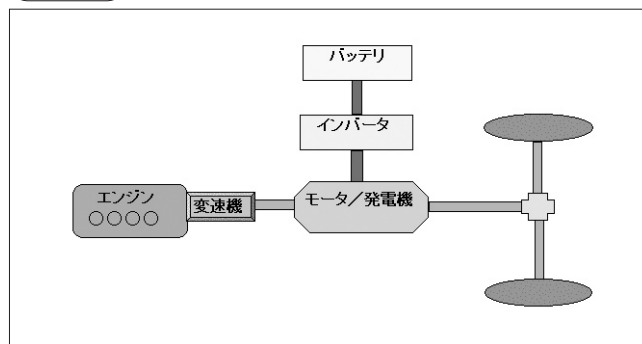 バッテリ
インバータ
エンジン
変速機
モータ／発電機